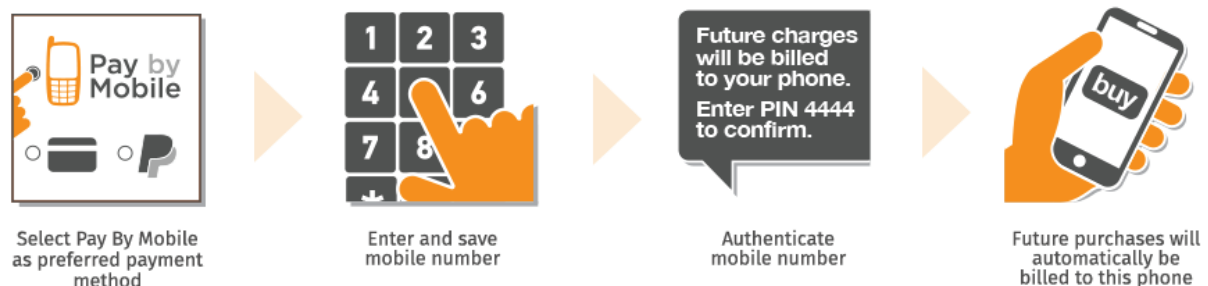 Pay by
Mobile
Select Pay By Mobile
as preferred payment
method
1 2 3
4 6
7 8
*
Enter and save
mobile number
Future charges
will be billed
to your phone.
Enter PIN 4444
to confirm.
Authenticate
mobile number
buy
Future purchases will
automatically be
billed to this phone